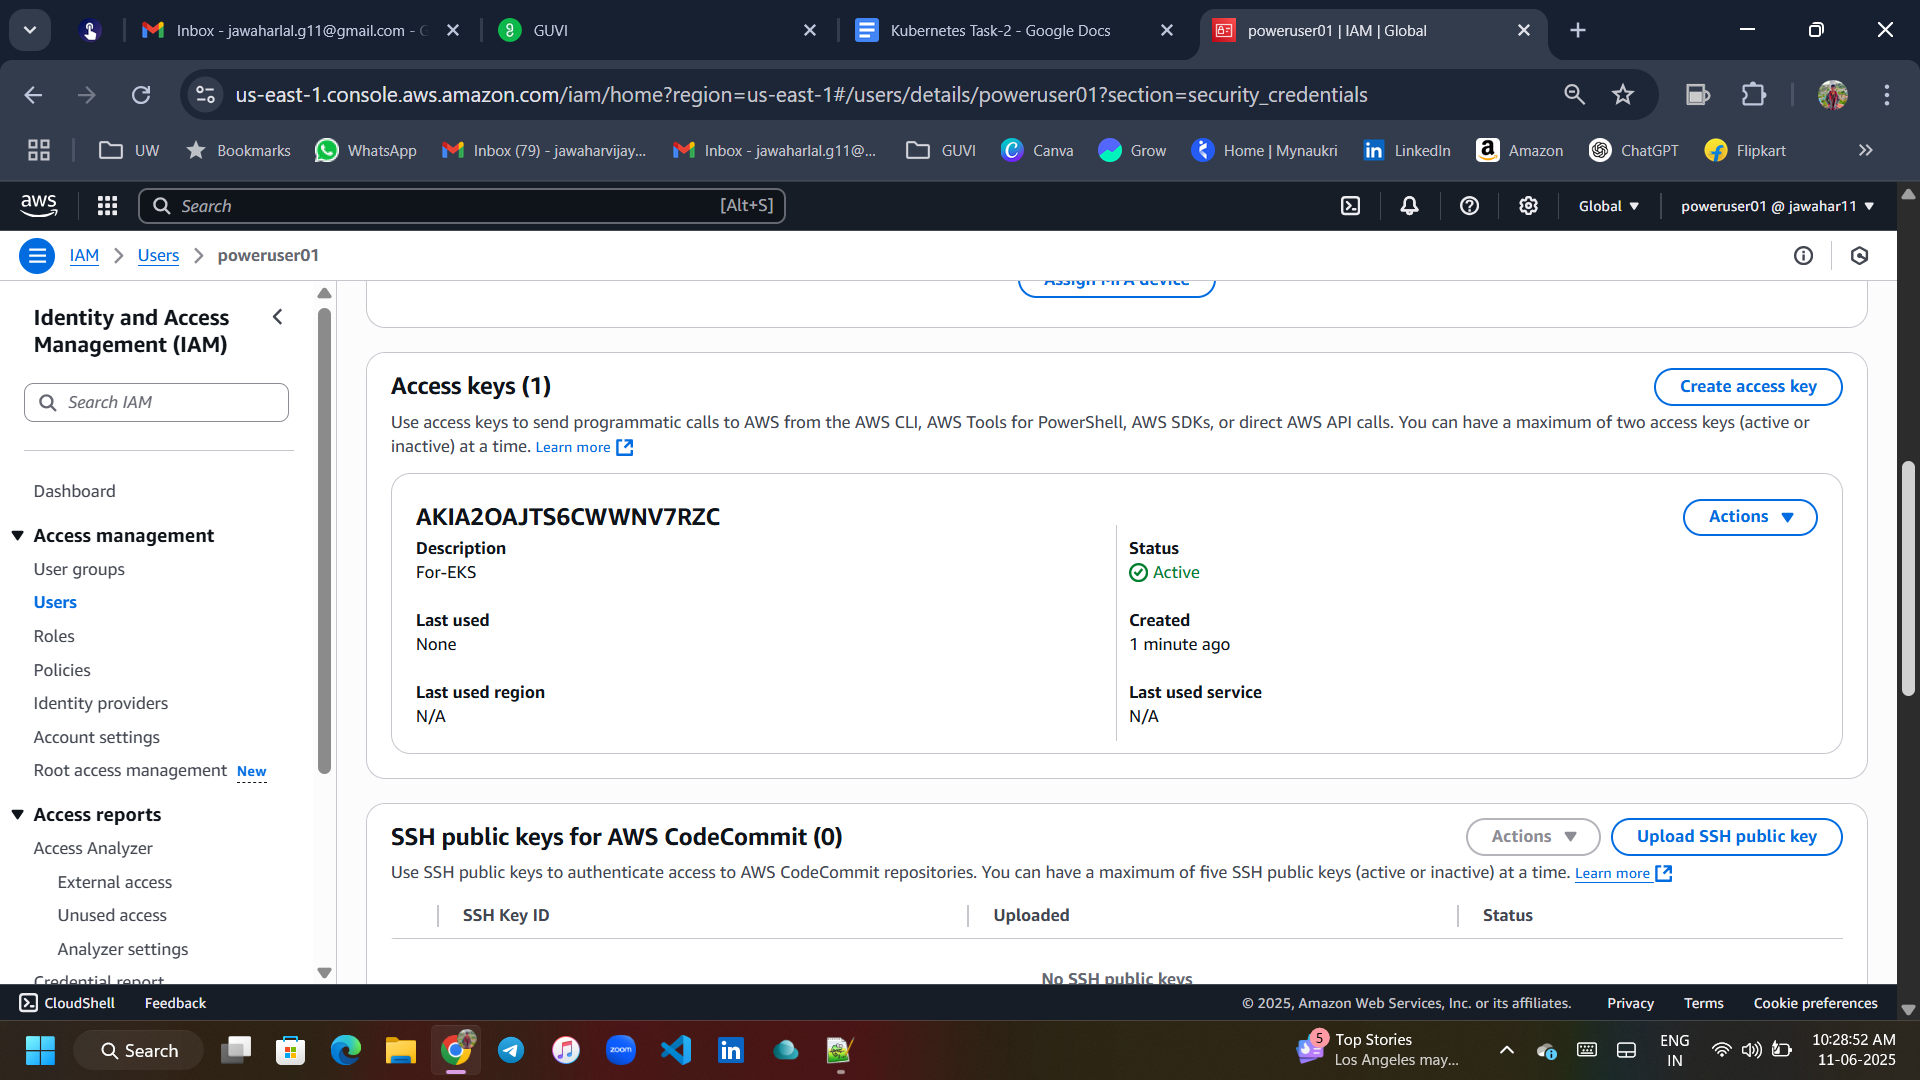 Inbox - jawaharlal.g11@gmail.com - G
GUVI
Kubernetes Task-2 - Google Docs
poweruser01 | IAM | Global
us-east-1.console.aws.amazon.com/iam/home?region=us-east-1#/users/details/poweruser01?section=security_credentials
UW
Bookmarks
WhatsApp
Inbox (79) - jawaharvijay...
Inbox - jawaharlal.g11@...
GUVI
Canva
Grow
Home | Mynaukri
LinkedIn
Amazon
ChatGPT
Flipkart
aws
Search
[Alt+S]
Global
poweruser01 @ jawahar11
IAM
Users
poweruser01
Identity and Access
Management (IAM)
Search IAM
Dashboard
Access management
User groups
Users
Roles
Policies
Identity providers
Account settings
Root access management New
Access reports
Access Analyzer
External access
Unused access
Analyzer settings
Credential report
Assign MFA device
Access keys (1)
Create access key
Use access keys to send programmatic calls to AWS from the AWS CLI, AWS Tools for PowerShell, AWS SDKs, or direct AWS API calls. You can have a maximum of two access keys (active or
inactive) at a time. Learn more
AKIA2OAJTS6CWWNV7RZC
Actions
Description
For-EKS
Status
Active
Last used
None
Created
1 minute ago
Last used region
N/A
Last used service
N/A
SSH public keys for AWS CodeCommit (0)
Actions
Upload SSH public key
Use SSH public keys to authenticate access to AWS CodeCommit repositories. You can have a maximum of five SSH public keys (active or inactive) at a time. Learn more
SSH Key ID
Uploaded
Status
No SSH public keys
CloudShell
Feedback
© 2025, Amazon Web Services, Inc. or its affiliates.
Privacy
Terms
Cookie preferences
Search
zoom
5
Top Stories
Los Angeles may...
ENG
IN
10:28:52 AM
11-06-2025